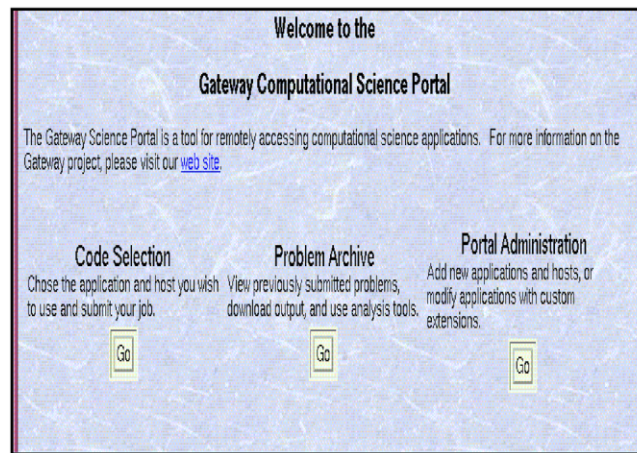 Welcome to the
Gateway Computational Science Portal
The Gateway Science Portal is a tool for remotely accessing computational science applications. For more information on the
Gateway project, please visit our web site.
Code Selection
Chose the application and host you wish
to use and submit your job.
Go
Problem Archive
View previously submitted problems,
download output, and use analysis tools.
Go
Portal Administration
Add new applications and hosts, or
modify applications with custom
extensions.
Go